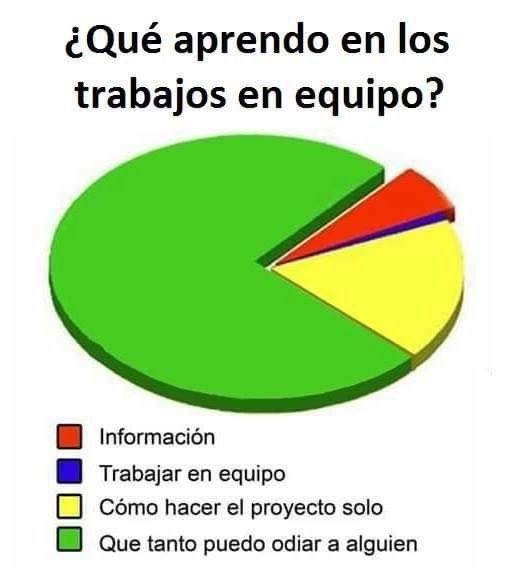 ¿Qué aprendo en los
trabajos en equipo?
Información
Trabajar en equipo
Cómo hacer el proyecto solo
Que tanto puedo odiar a alguien